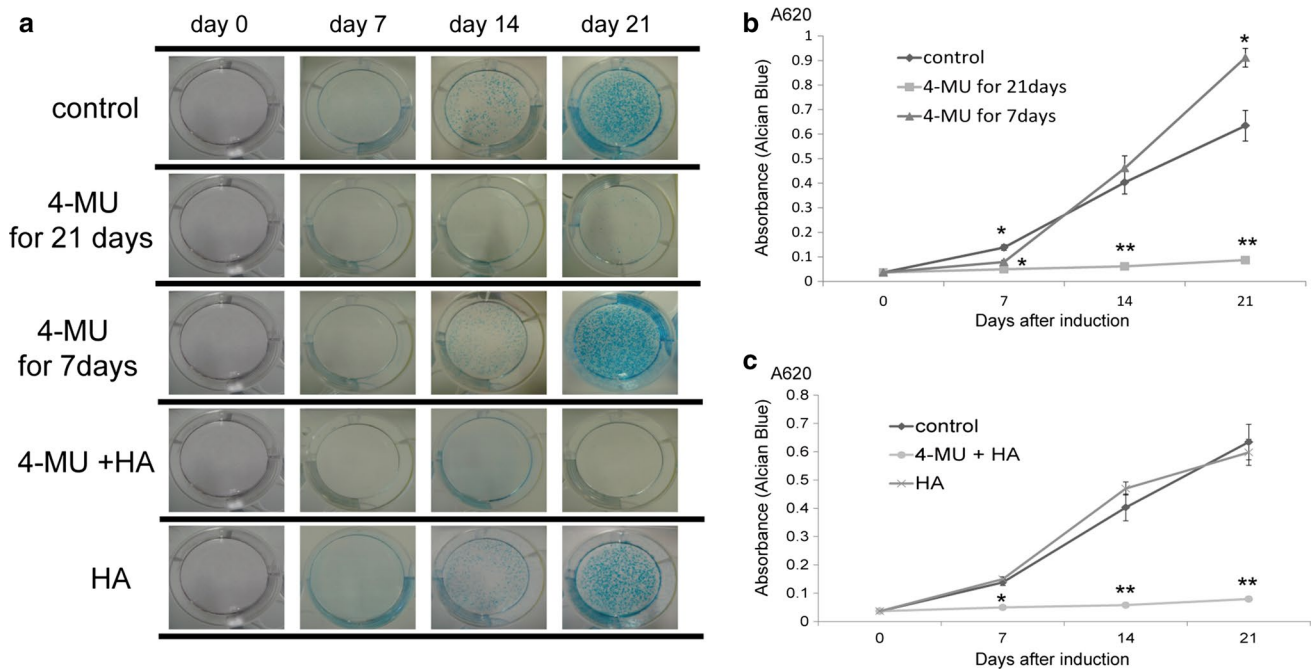 a
day 0 day 7 day 14 day 21
control
4-MU
for 21 days
4-MU
for 7days
4-MU +HA
HA
b
A620
Absorbance (Alcian Blue)
1
0.9
0.8
0.7
0.6
0.5
0.4
0.3
0.2
0.1
0
control
4-MU for 21days
4-MU for 7days
*
*
*
**
**
0 7 14 21
Days after induction
c
A620
Absorbance (Alcian Blue)
0.8
0.7
0.6
0.5
0.4
0.3
0.2
0.1
0
control
4-MU + HA
HA
*
**
**
0 7 14 21
Days after induction